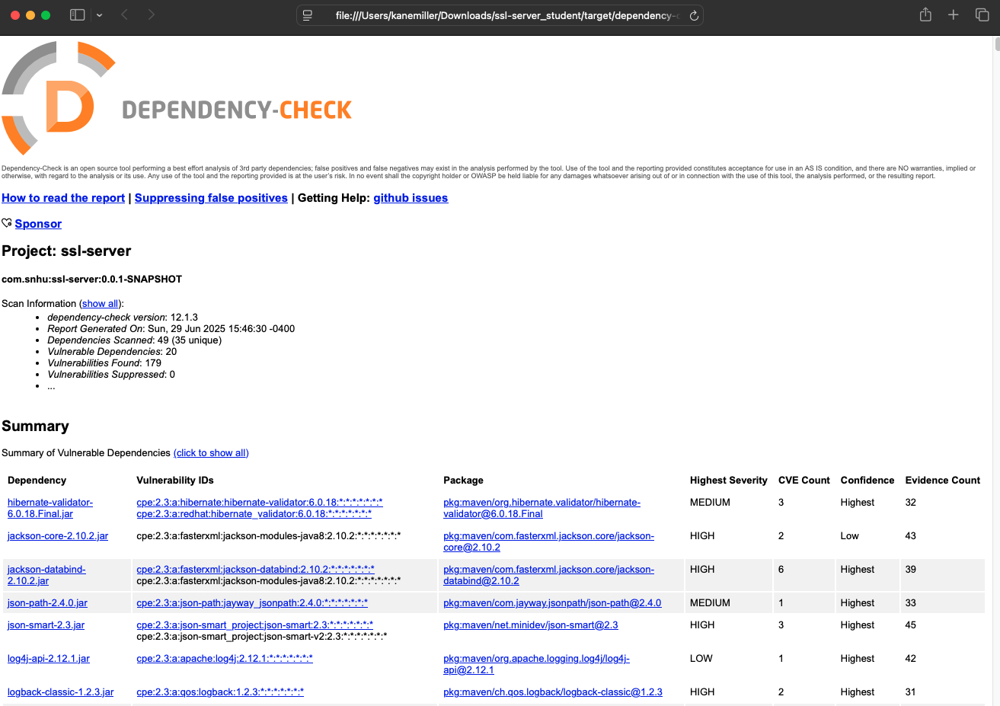 file:///Users/kanemiller/Downloads/ssl-server_student/target/dependency-
D DEPENDENCY-CHECK
Dependency-Check is an open source tool performing a best effort analysis of 3rd party dependencies; false positives and false negatives may exist in the analysis performed by the tool. Use of the tool and the reporting provided constitutes acceptance for use in an AS IS condition, and there are NO warranties, implied or
otherwise, with regard to the analysis or its use. Any use of the tool and the reporting provided is at the user's risk. In no event shall the copyright holder or OWASP be held liable for any damages whatsoever arising out of or in connection with the use of this tool, the analysis performed, or the resulting report.
How to read the report | Suppressing false positives | Getting Help: github issues
Sponsor
Project: ssl-server
com.snhu:ssl-server:0.0.1-SNAPSHOT
Scan Information (show all):
• dependency-check version: 12.1.3
• Report Generated On: Sun, 29 Jun 2025 15:46:30 -0400
• Dependencies Scanned: 49 (35 unique)
• Vulnerable Dependencies: 20
• Vulnerabilities Found: 179
• Vulnerabilities Suppressed: 0
• ...
Summary
Summary of Vulnerable Dependencies (click to show all)
Dependency Vulnerability IDs Package Highest Severity CVE Count Confidence Evidence Count
hibernate-validator- cpe:2.3:a:hibernate:hibernate-validator:6.0.18:*:*:*:*:*:*:* pkg:maven/org.hibernate.validator/hibernate- MEDIUM 3 Highest 32
6.0.18.Final.jar cpe:2.3:a:redhat:hibernate_validator:6.0.18:*:*:*:*:*:*:* validator@6.0.18.Final
jackson-core-2.10.2.jar cpe:2.3:a:fasterxml:jackson-modules-java8:2.10.2:*:*:*:*:*:*:* pkg:maven/com.fasterxml.jackson.core/jackson- HIGH 2 Low 43
core@2.10.2
jackson-databind- cpe:2.3:a:fasterxml:jackson-databind:2.10.2:*:*:*:*:*:*:* pkg:maven/com.fasterxml.jackson.core/jackson- HIGH 6 Highest 39
2.10.2.jar cpe:2.3:a:fasterxml:jackson-modules-java8:2.10.2:*:*:*:*:*:*:* databind@2.10.2
json-path-2.4.0.jar cpe:2.3:a:json-path:jayway_jsonpath:2.4.0:*:*:*:*:*:*:* pkg:maven/com.jayway.jsonpath/json-path@2.4.0 MEDIUM 1 Highest 33
json-smart-2.3.jar cpe:2.3:a:json-smart_project:json-smart:2.3:*:*:*:*:*:*:* pkg:maven/net.minidev/json-smart@2.3 HIGH 3 Highest 45
cpe:2.3:a:json-smart_project:json-smart-v2:2.3:*:*:*:*:*:*:*
log4j-api-2.12.1.jar cpe:2.3:a:apache:log4j:2.12.1:*:*:*:*:*:*:* pkg:maven/org.apache.logging.log4j/log4j- LOW 1 Highest 42
api@2.12.1
logback-classic-1.2.3.jar cpe:2.3:a:qos:logback:1.2.3:*:*:*:*:*:*:* pkg:maven/ch.qos.logback/logback-classic@1.2.3 HIGH 2 Highest 31